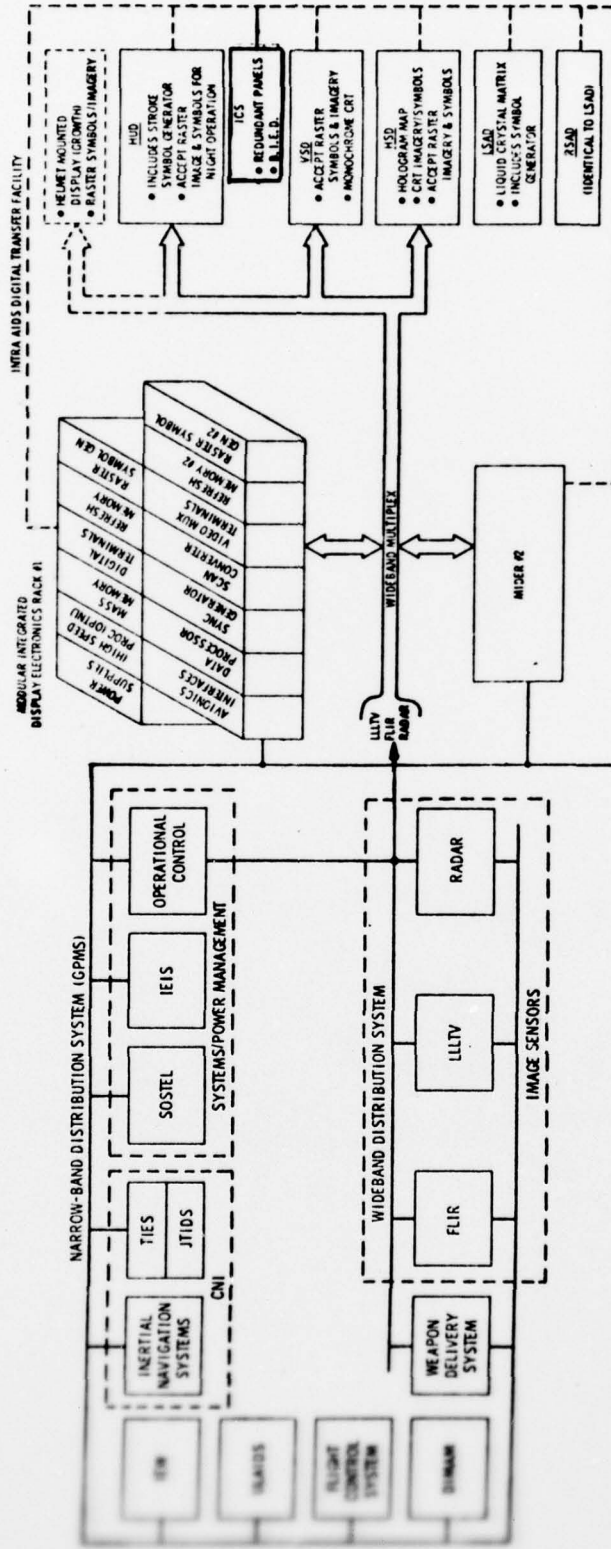 NARROW-BAND DISTRIBUTION SYSTEM (GPMS)
INERTIAL
NAVIGATION
SYSTEMS
TIES
JTIDS
CNI
SOSTEL
IEIS
OPERATIONAL
CONTROL
SYSTEMS/POWER MANAGEMENT
FLIGHT
CONTROL
SYSTEM
WEAPON
DELIVERY
SYSTEM
WIDEBAND DISTRIBUTION SYSTEM
FLIR
LLLTV
RADAR
IMAGE SENSORS
MODULAR INTEGRATED
DISPLAY ELECTRONICS RACK #1
POWER
SUPPLIES
(HIGH SPEED
PROC (OPTNL)
MASS
MEMORY
DIGITAL
TERMINALS
REFRESH
MEMORY
RASTER
SYMBOL GEN
AVIONICS
INTERFACES
DATA
PROCESSOR
SYNC
GENERATOR
SCAN
CONVERTER
VIDEO MUX
TERMINALS
REFRESH
MEMORY #2
RASTER SYMBOL
GEN #2
LLLTV
FLIR
RADAR
WIDEBAND MULTIPLEX
MIDER #2
INTRA AIDS DIGITAL TRANSFER FACILITY
• HELMET MOUNTED
DISPLAY (GROWTH)
• RASTER SYMBOLS/IMAGERY
HUD
• INCLUDES STROKE
SYMBOL GENERATOR
• ACCEPT RASTER
IMAGE & SYMBOLS FOR
NIGHT OPERATION
ICS
• REDUNDANT PANELS
• B.I.E.D.
VSD
• ACCEPT RASTER
SYMBOLS & IMAGERY
• MONOCHROME CRT
HSD
• HOLOGRAM MAP
• CRT IMAGERY/SYMBOLS
• ACCEPT RASTER
IMAGERY & SYMBOLS
LSAD
• LIQUID CRYSTAL MATRIX
• INCLUDES SYMBOL
GENERATOR
RSAD
(IDENTICAL TO LSAD)